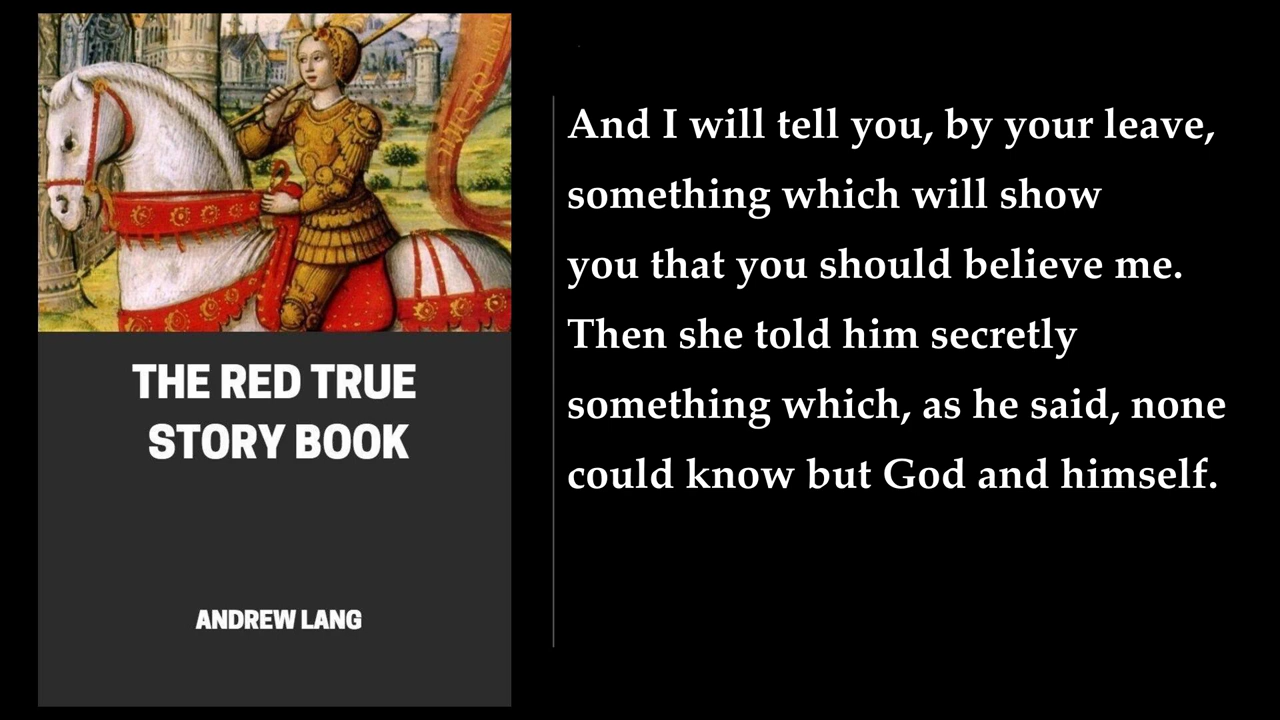 THE RED TRUE
STORY BOOK
ANDREW LANG
And I will tell you, by your leave,
something which will show
you that you should believe me.
Then she told him secretly
something which, as he said, none
could know but God and himself.